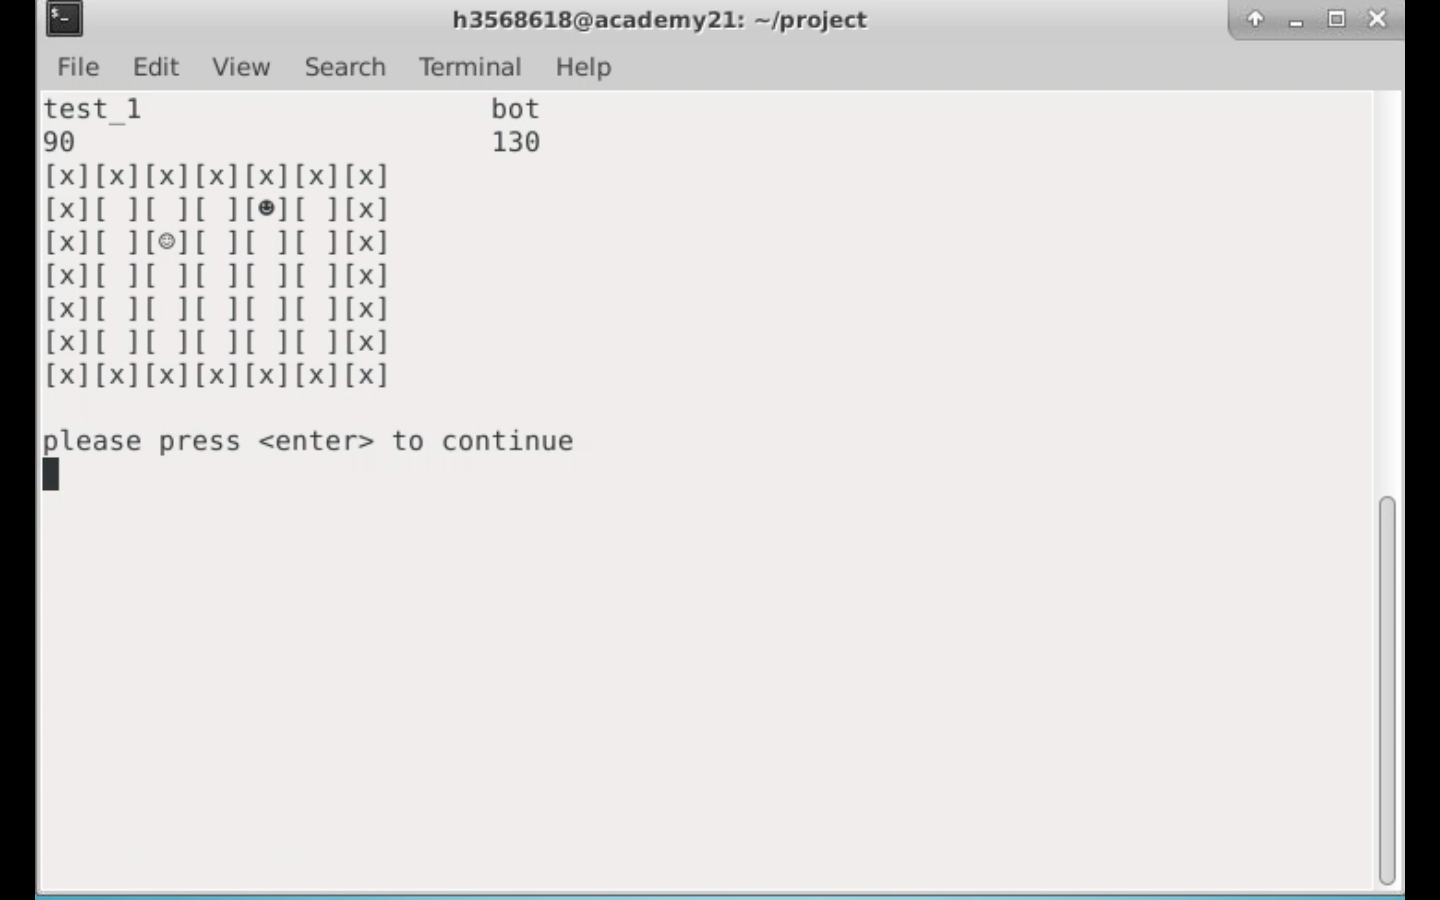 h3568618@academy21: ~/project
File Edit View Search Terminal Help
test_1 bot
90 130
[x][x][x][x][x][x][x]
[x][ ][ ][ ][☻][ ][x]
[x][ ][☺][ ][ ][ ][x]
[x][ ][ ][ ][ ][ ][x]
[x][ ][ ][ ][ ][ ][x]
[x][ ][ ][ ][ ][ ][x]
[x][x][x][x][x][x][x]
please press <enter> to continue